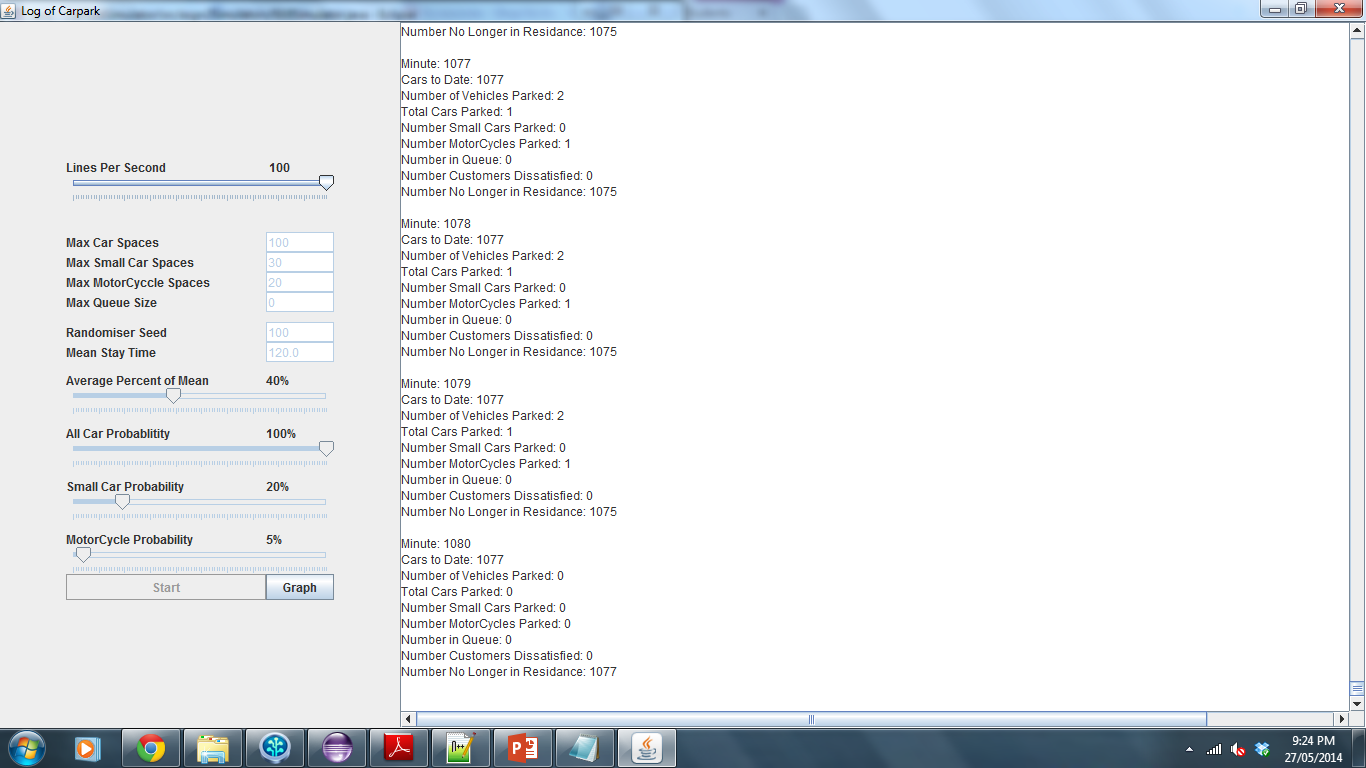 Log of Carpark
Lines Per Second 100
Max Car Spaces 100
Max Small Car Spaces 30
Max MotorCyccle Spaces 20
Max Queue Size 0
Randomiser Seed 100
Mean Stay Time 120.0
Average Percent of Mean 40%
All Car Probablitity 100%
Small Car Probability 20%
MotorCycle Probability 5%
Start Graph
Number No Longer in Residance: 1075
Minute: 1077
Cars to Date: 1077
Number of Vehicles Parked: 2
Total Cars Parked: 1
Number Small Cars Parked: 0
Number MotorCycles Parked: 1
Number in Queue: 0
Number Customers Dissatisfied: 0
Number No Longer in Residance: 1075
Minute: 1078
Cars to Date: 1077
Number of Vehicles Parked: 2
Total Cars Parked: 1
Number Small Cars Parked: 0
Number MotorCycles Parked: 1
Number in Queue: 0
Number Customers Dissatisfied: 0
Number No Longer in Residance: 1075
Minute: 1079
Cars to Date: 1077
Number of Vehicles Parked: 2
Total Cars Parked: 1
Number Small Cars Parked: 0
Number MotorCycles Parked: 1
Number in Queue: 0
Number Customers Dissatisfied: 0
Number No Longer in Residance: 1075
Minute: 1080
Cars to Date: 1077
Number of Vehicles Parked: 0
Total Cars Parked: 0
Number Small Cars Parked: 0
Number MotorCycles Parked: 0
Number in Queue: 0
Number Customers Dissatisfied: 0
Number No Longer in Residance: 1077
9:24 PM
27/05/2014